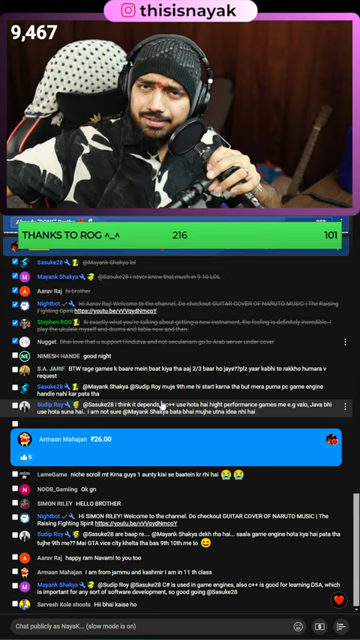 thisisnayak
9,467
THANKS TO ROG ^_^ 216 101
Sasuke28 @Mayank Shakya lol
Mayank Shakya @Sasuke28 I never knew that much in 9-10 LOL
Aarav Raj hi brother
Nightbot Hi Aarav Raj! Welcome to the channel. Do checkout GUITAR COVER OF NARUTO MUSIC | The Raising Fighting Spirit https://youtu.be/vVqydNmcoY
Nugget Bhai love that u support
NIMESH HANDE good night
S.A. JARIF BTW rage games k baare mein baat kiya tha aaj 2/3 baar ho jaye??plz yaar kabhi to rakkho humara v
request
Sasuke28 @Mayank Shakya @Sudip Roy muje 9th me hi start karna tha but mera puma pc game engine
handle nahi kar pata tha
Sudip Roy @Sasuke28 I think it depends, c++ use hota hai hight performance games me e.g valo, Java bhi
use hota suna hai.. I am not sure @Mayank Shakya bata bhai mujhe utna idea nhi hai
Armaan Mahajan ₹26.00
5
LameGame niche scroll mt Krna guys 1 aunty kisi se baatein kr rhi hai 😭😭
NOOB_Gamiing Ok gn
SIMON RILEY HELLO BROTHER
Nightbot Hi SIMON RILEY! Welcome to the channel. Do checkout GUITAR COVER OF NARUTO MUSIC | The
Raising Fighting Spirit https://youtu.be/vVqydNmcoY
Sudip Roy @Sasuke28 are baap re.... @Mayank Shakya dekh rha hai... saala game engine hota kya hai pata
tha tujhe 9th me?? Mai GTA vice city khelta tha bas 9th 10th me to 😆
Aarav Raj happy ram Navami to you too
Armaan Mahajan I am from jammu and kashmir I am in 11 th class
Mayank Shakya @Sudip Roy @Sasuke28 C# is used in game engines, also c++ is good for learning DSA, which
is important for any sort of software development, so good going @Sasuke28
Sarvesh Kole shoots Hii bhai kaise ho
Chat publicly as NayaK... (slow mode is on)